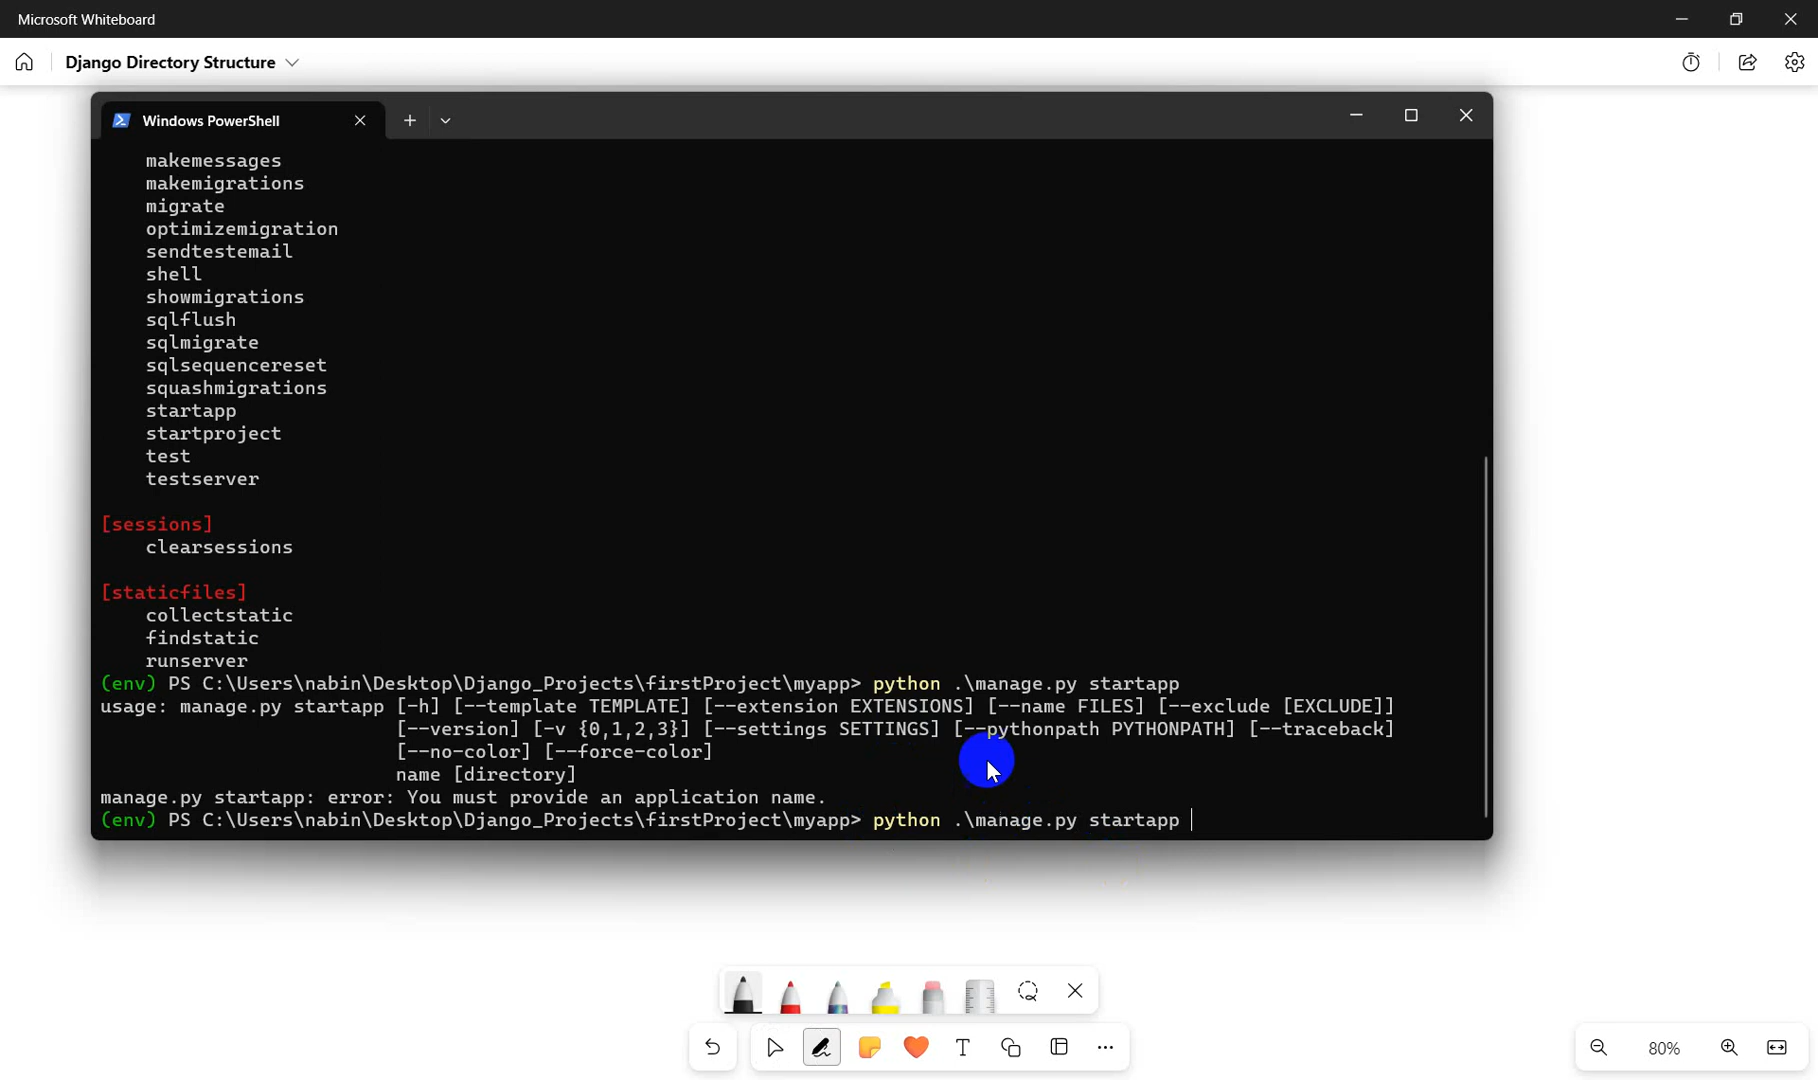 Microsoft Whiteboard
Django Directory Structure
Windows PowerShell
makemessages
makemigrations
migrate
optimizemigration
sendtestemail
shell
showmigrations
sqlflush
sqlmigrate
sqlsequencereset
squashmigrations
startapp
startproject
test
testserver
[sessions]
clearsessions
[staticfiles]
collectstatic
findstatic
runserver
(env) PS C:\Users\nabin\Desktop\Django_Projects\firstProject\myapp> python .\manage.py startapp
usage: manage.py startapp [-h] [--template TEMPLATE] [--extension EXTENSIONS] [--name FILES] [--exclude [EXCLUDE]]
[--version] [-v {0,1,2,3}] [--settings SETTINGS] [--pythonpath PYTHONPATH] [--traceback]
[--no-color] [--force-color]
name [directory]
manage.py startapp: error: You must provide an application name.
(env) PS C:\Users\nabin\Desktop\Django_Projects\firstProject\myapp> python .\manage.py startapp
80%